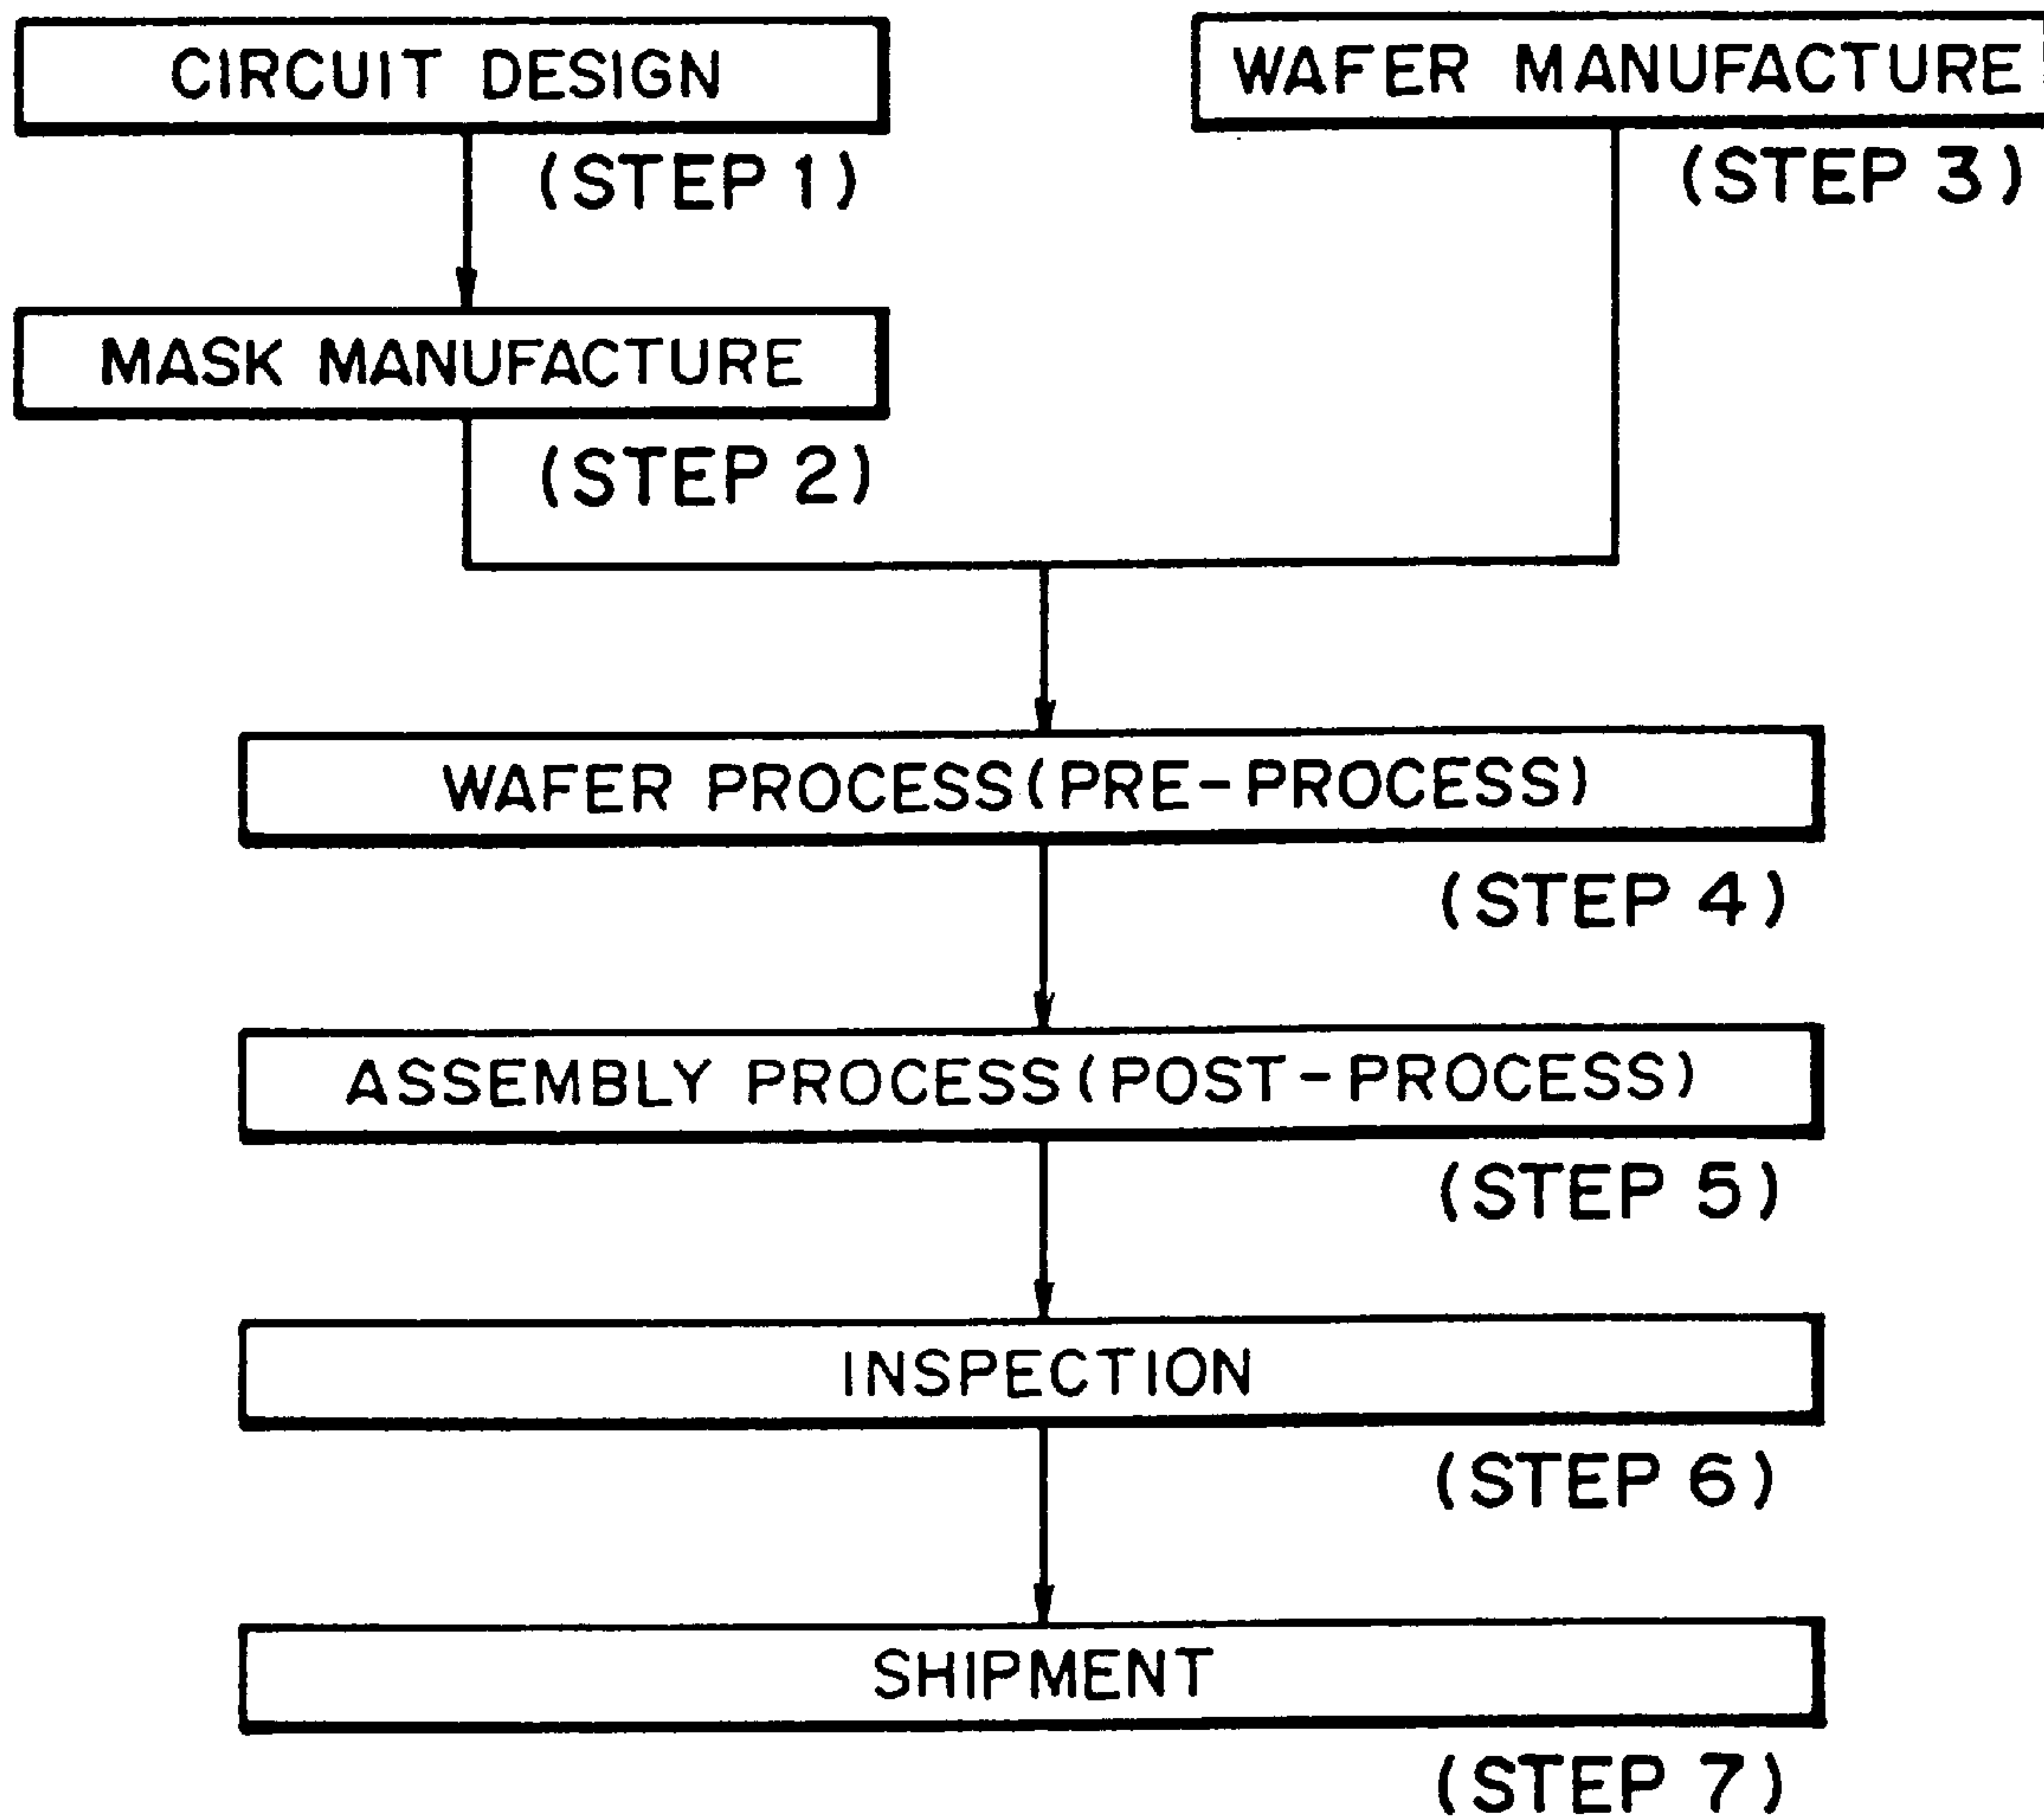 CIRCUIT DESIGN
(STEP 1)
WAFER MANUFACTURE
(STEP 3)
MASK MANUFACTURE
(STEP 2)
WAFER PROCESS(PRE-PROCESS)
(STEP 4)
ASSEMBLY PROCESS(POST-PROCESS)
(STEP 5)
INSPECTION
(STEP 6)
SHIPMENT
(STEP 7)